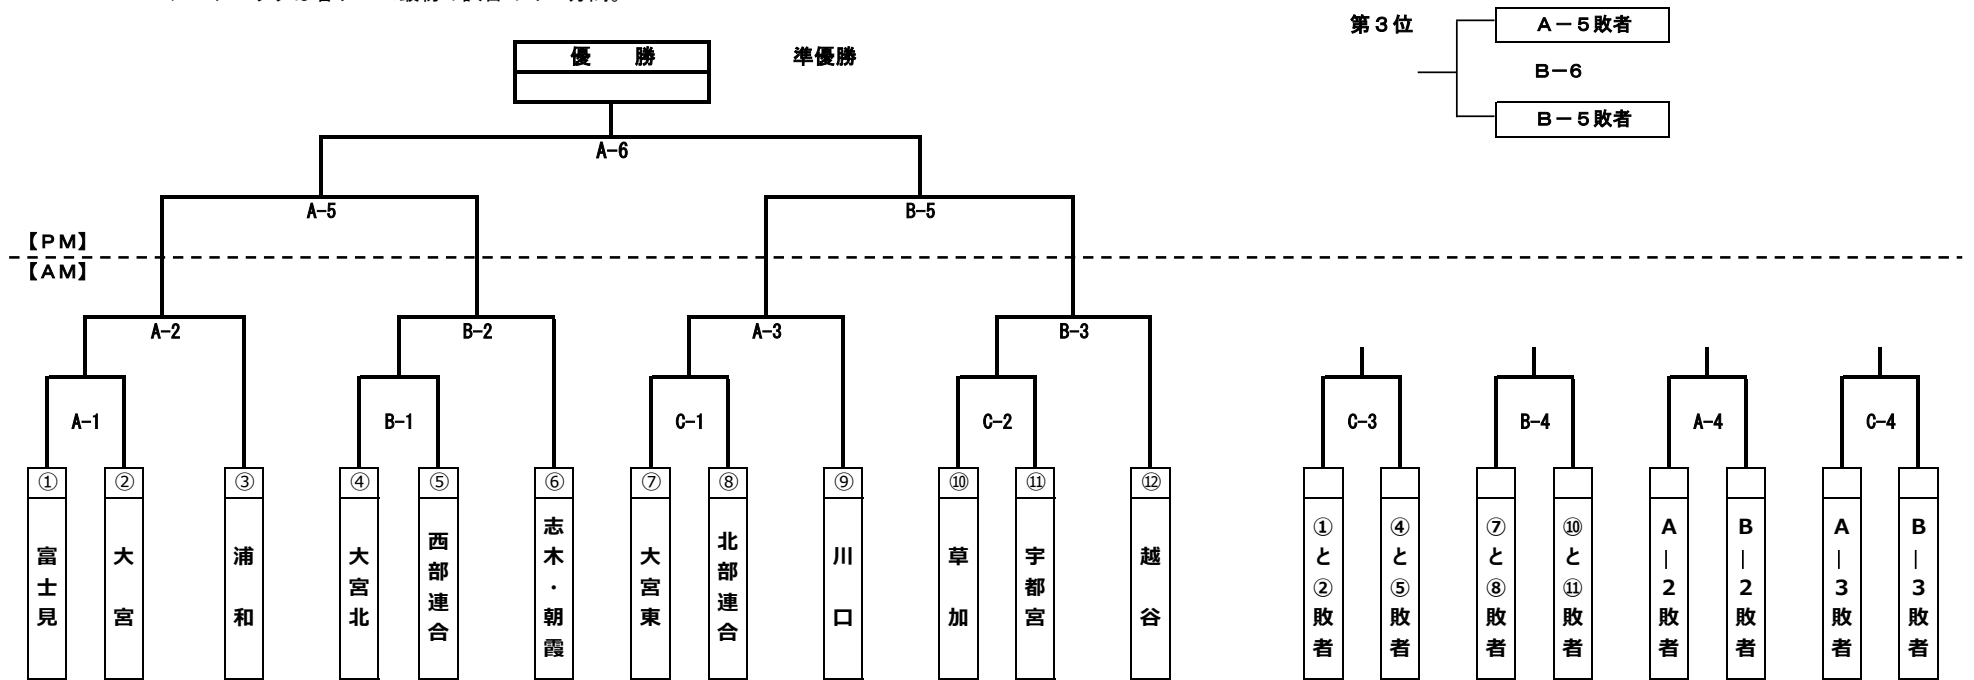 第３位
Ａ－５敗者
優　　勝
準優勝
Ｂ－６
Ｂ－５敗者
A-6
A-5
B-5
【ＰＭ】
【ＡＭ】
A-2
B-2
A-3
B-3
A-1
B-1
C-1
C-2
C-3
B-4
A-4
C-4
① 富士見
② 大宮
③ 浦和
④ 大宮北
⑤ 西部連合
⑥ 志木・朝霞
⑦ 大宮東
⑧ 北部連合
⑨ 川口
⑩ 草加
⑪ 宇都宮
⑫ 越谷
①と②敗者
④と⑤敗者
⑦と⑧敗者
⑩と⑪敗者
A－2敗者
B－2敗者
A－3敗者
B－3敗者